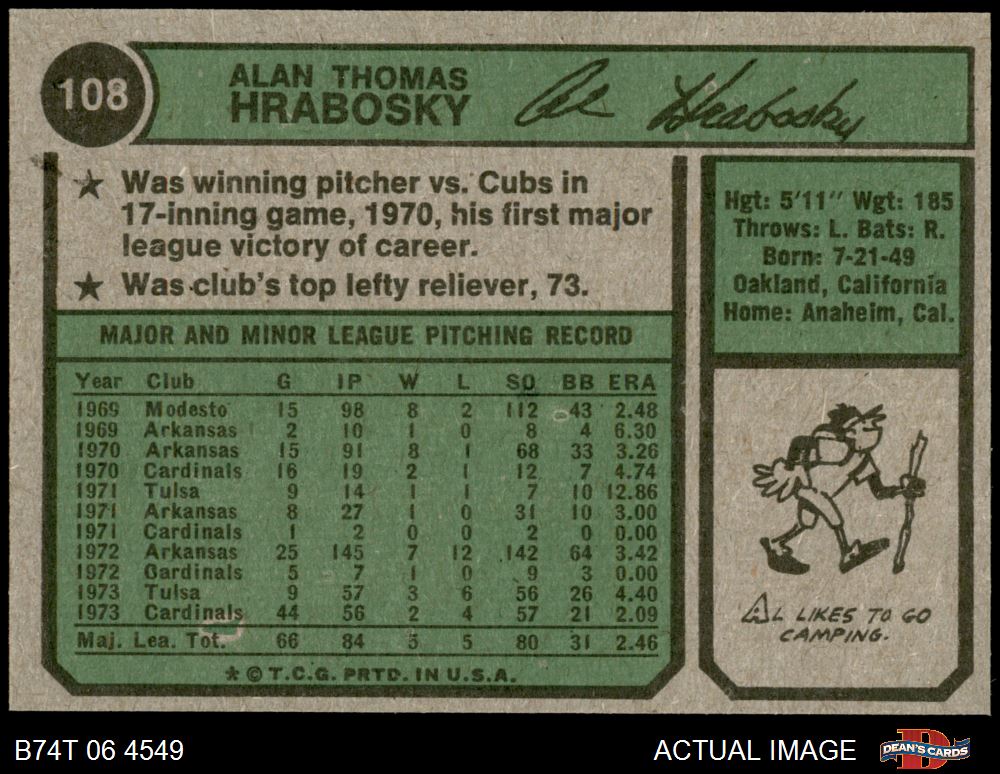 108
ALAN THOMAS
HRABOSKY
Al Hrabosky
★ Was winning pitcher vs. Cubs in
17-inning game, 1970, his first major
league victory of career.
★ Was club's top lefty reliever, 73.
Hgt: 5'11" Wgt: 185
Throws: L. Bats: R.
Born: 7-21-49
Oakland, California
Home: Anaheim, Cal.
MAJOR AND MINOR LEAGUE PITCHING RECORD
Year Club G IP W L SO BB ERA
1969 Modesto 15 98 8 2 112 43 2.48
1969 Arkansas 2 10 1 0 8 4 6.30
1970 Arkansas 15 91 8 1 68 33 3.26
1970 Cardinals 16 19 2 1 12 7 4.74
1971 Tulsa 9 14 1 1 7 10 12.86
1971 Arkansas 8 27 1 0 31 10 3.00
1971 Cardinals 1 2 0 0 2 0 0.00
1972 Arkansas 25 145 7 12 142 64 3.42
1972 Cardinals 5 7 1 0 9 3 0.00
1973 Tulsa 9 57 3 6 56 26 4.40
1973 Cardinals 44 56 2 4 57 21 2.09
Maj. Lea. Tot. 66 84 5 5 80 31 2.46
★ © T.C.G. PRTD. IN U.S.A.
AL LIKES TO GO
CAMPING.
B74T 06 4549
ACTUAL IMAGE
DEAN'S CARDS